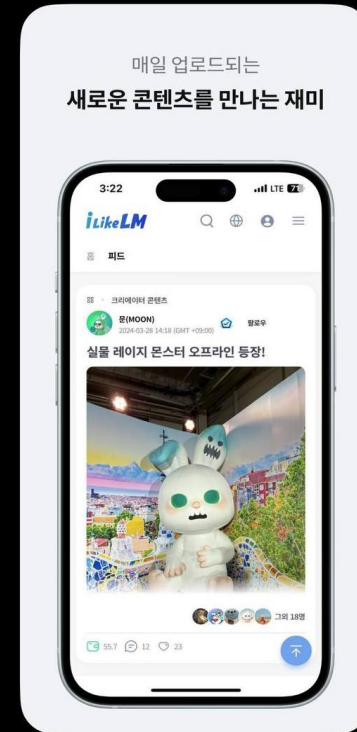 매일 업로드되는
새로운 콘텐츠를 만나는 재미
3:22
LTE 71
iLikeLM
홈 피드
크리에이터 콘텐츠
문(MOON)
2024-03-28 14:18 (GMT +09:00)
팔로우
실물 레이지 몬스터 오프라인 등장!
그외 18명
55.7 12 23